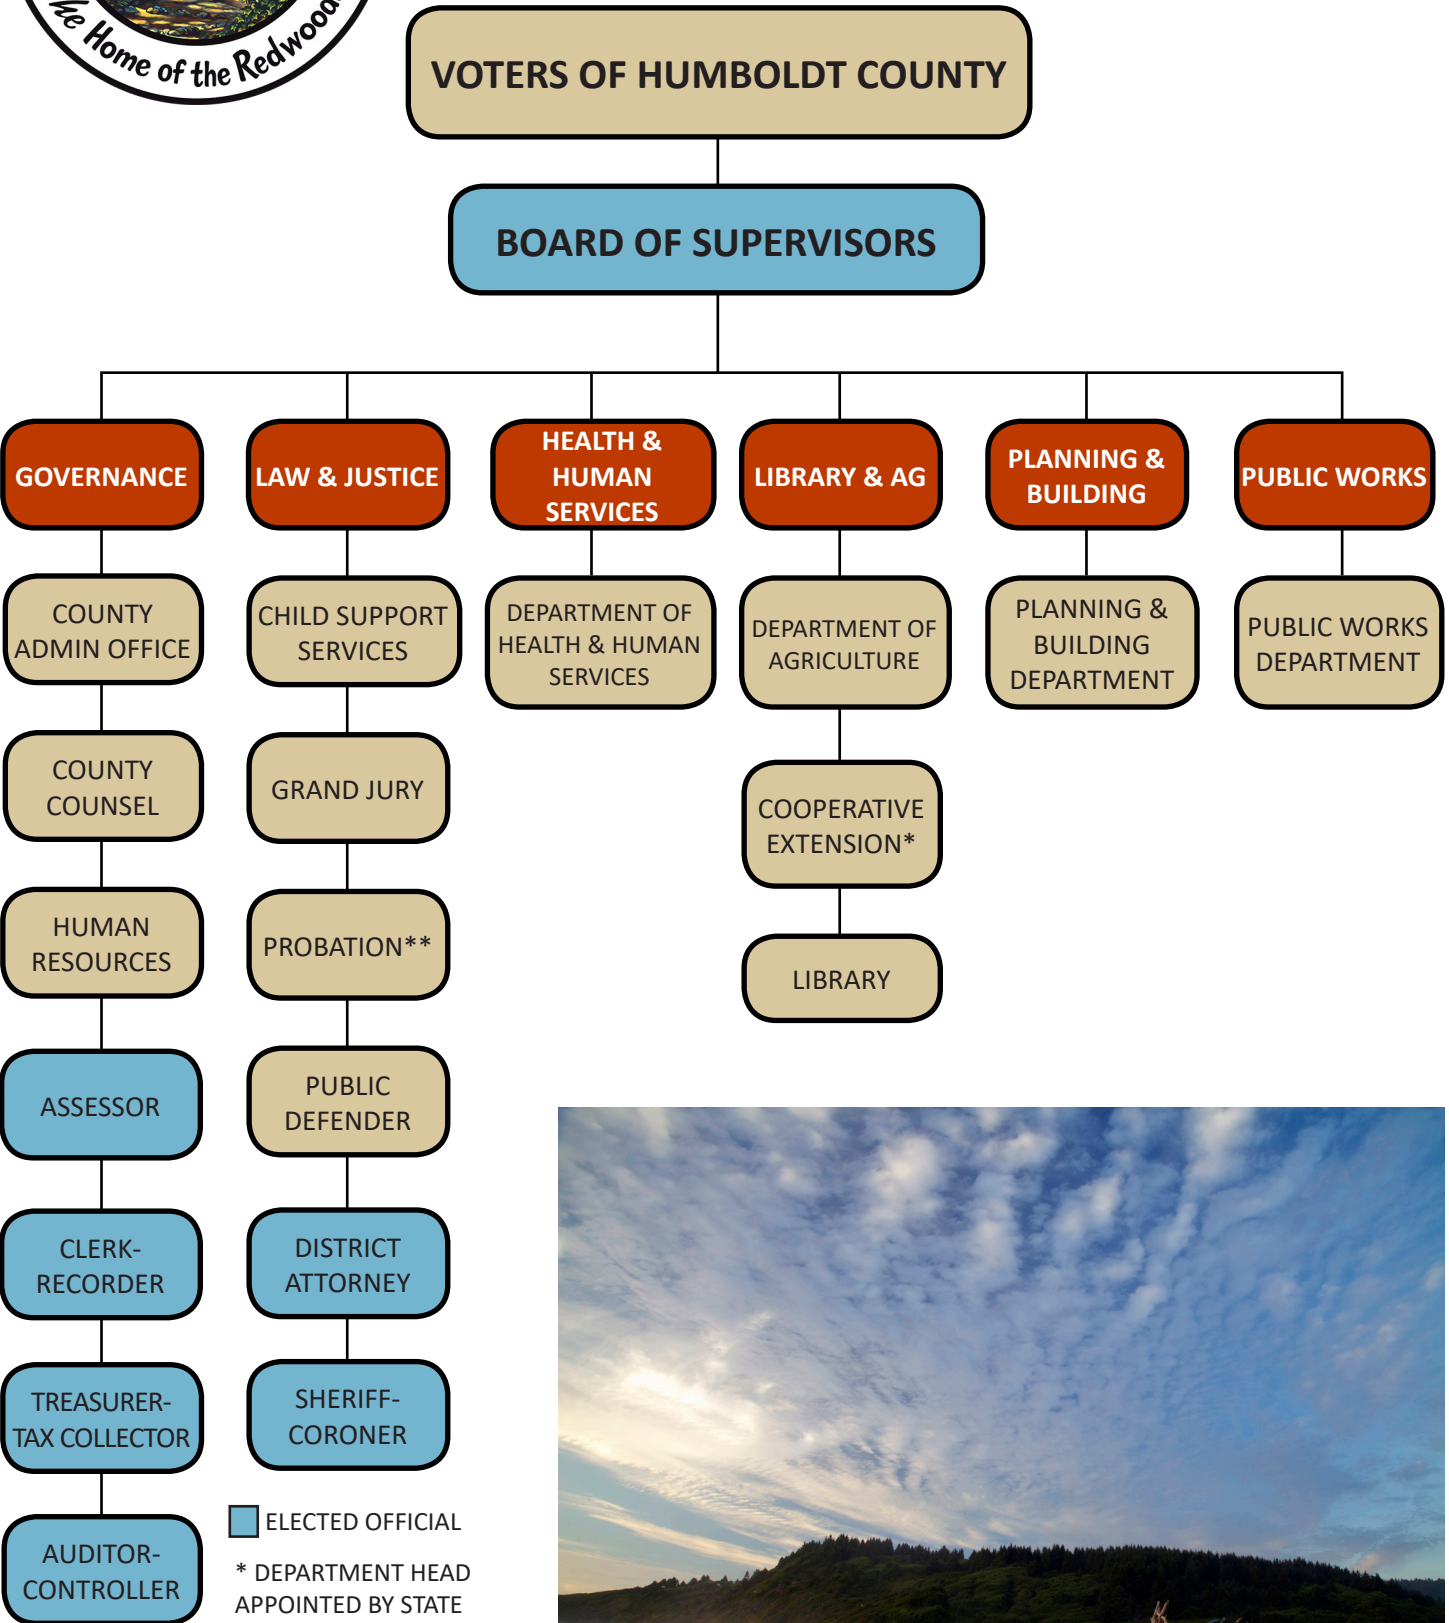 The Home of the Redwoods
VOTERS OF HUMBOLDT COUNTY
BOARD OF SUPERVISORS
GOVERNANCE
COUNTY
ADMIN OFFICE
COUNTY
COUNSEL
HUMAN
RESOURCES
ASSESSOR
CLERK-
RECORDER
TREASURER-
TAX COLLECTOR
AUDITOR-
CONTROLLER
LAW & JUSTICE
CHILD SUPPORT
SERVICES
GRAND JURY
PROBATION**
PUBLIC
DEFENDER
DISTRICT
ATTORNEY
SHERIFF-
CORONER
HEALTH &
HUMAN
SERVICES
DEPARTMENT OF
HEALTH & HUMAN
SERVICES
LIBRARY & AG
DEPARTMENT OF
AGRICULTURE
COOPERATIVE
EXTENSION*
LIBRARY
PLANNING &
BUILDING
PLANNING &
BUILDING
DEPARTMENT
PUBLIC WORKS
PUBLIC WORKS
DEPARTMENT
ELECTED OFFICIAL
* DEPARTMENT HEAD
APPOINTED BY STATE